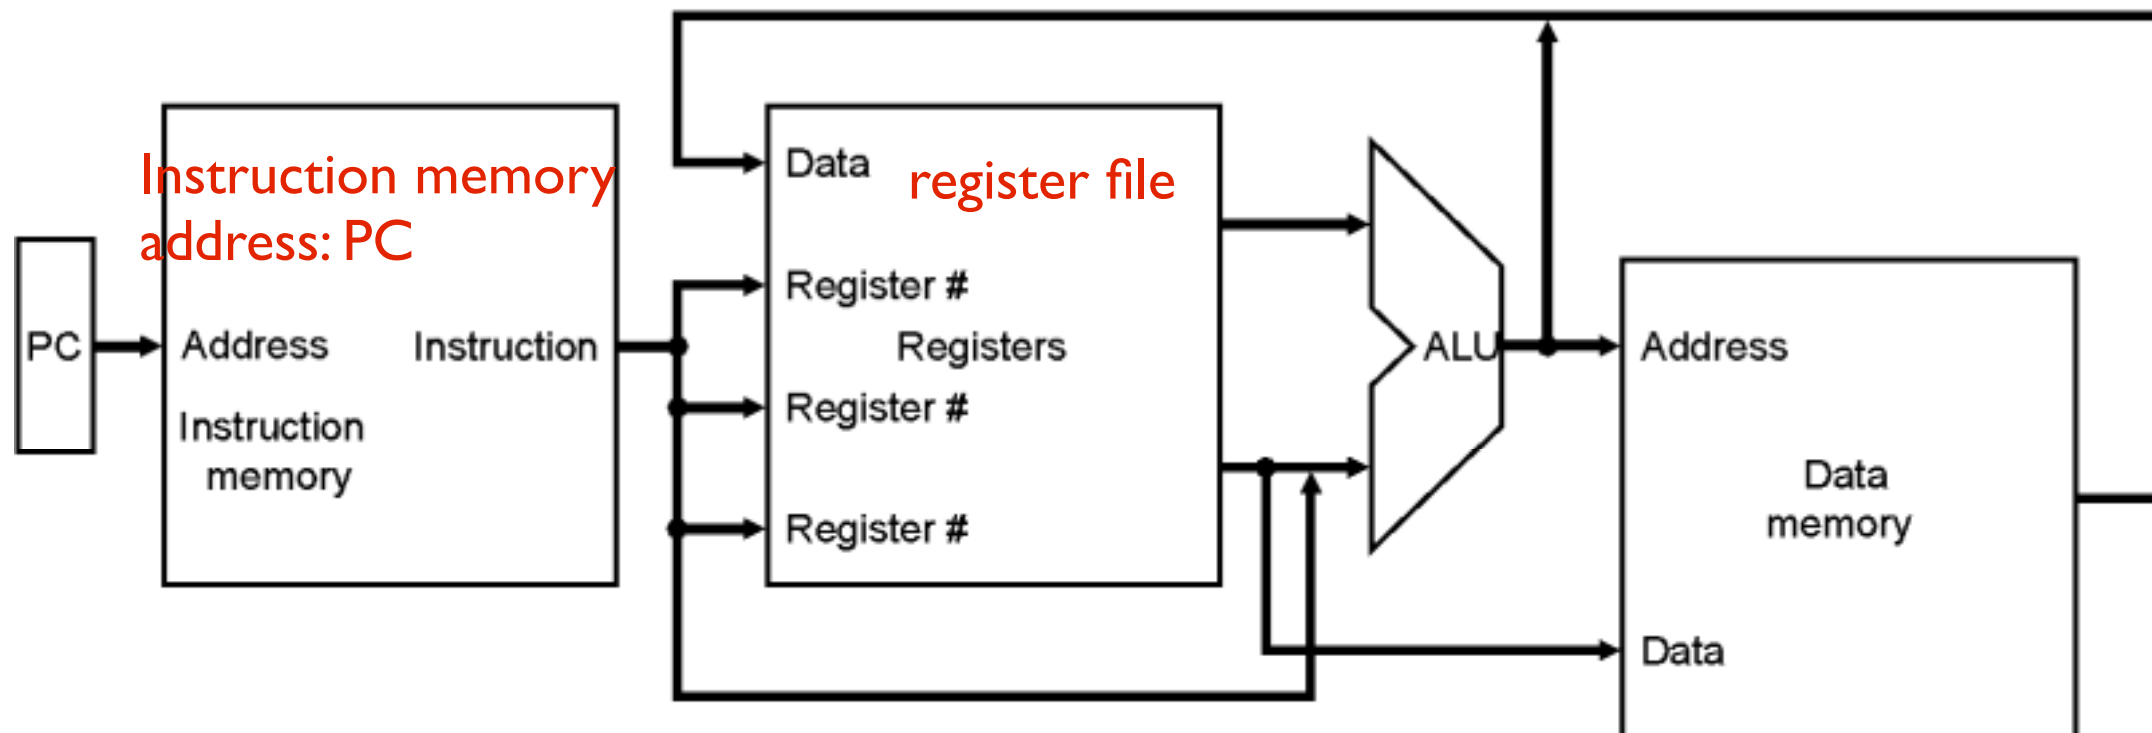 Instruction memory
address: PC
PC
Address
Instruction
Instruction
memory
Data
register file
Register #
Registers
Register #
Register #
ALU
Address
Data
memory
Data